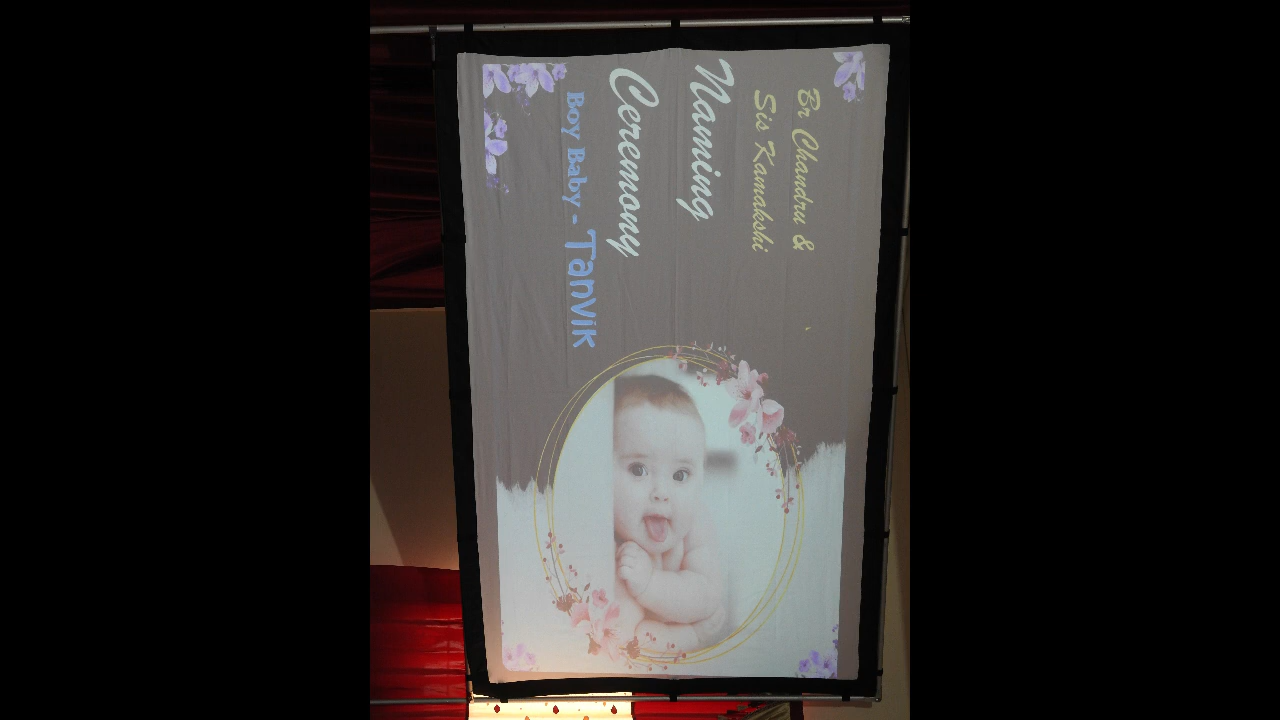 Br Chandru &
Sis Kamakshi
Naming
Ceremony
Boy Baby - Tanvik